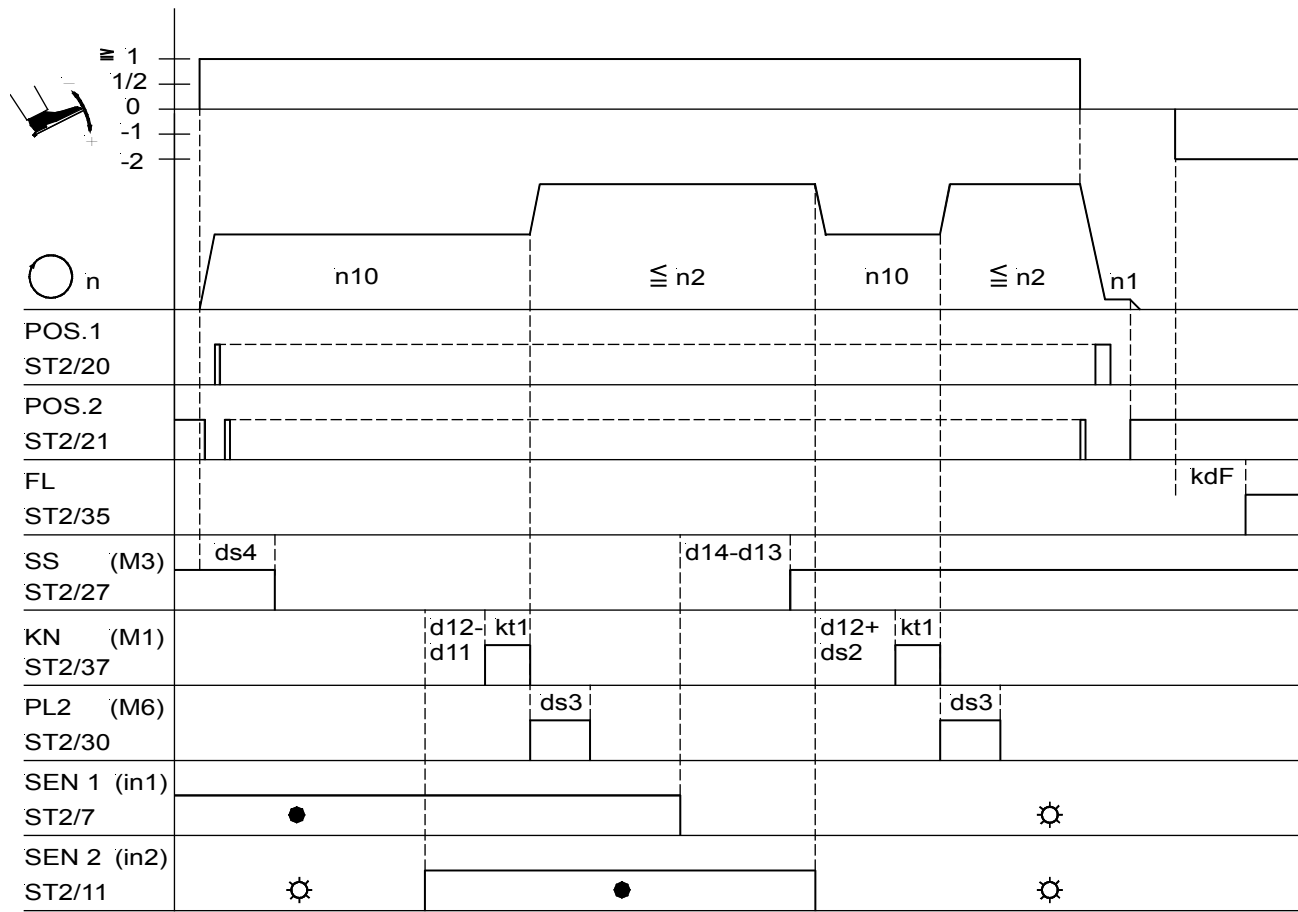 ≧ 1
1/2
0
-1
-2
+
n
n10
≦ n2
n10
≦ n2
n1
POS.1
ST2/20
POS.2
ST2/21
FL
ST2/35
kdF
SS (M3)
ST2/27
ds4
d14-d13
KN (M1)
ST2/37
d12-
d11
kt1
d12+
ds2
kt1
PL2 (M6)
ST2/30
ds3
ds3
SEN 1 (in1)
ST2/7
SEN 2 (in2)
ST2/11